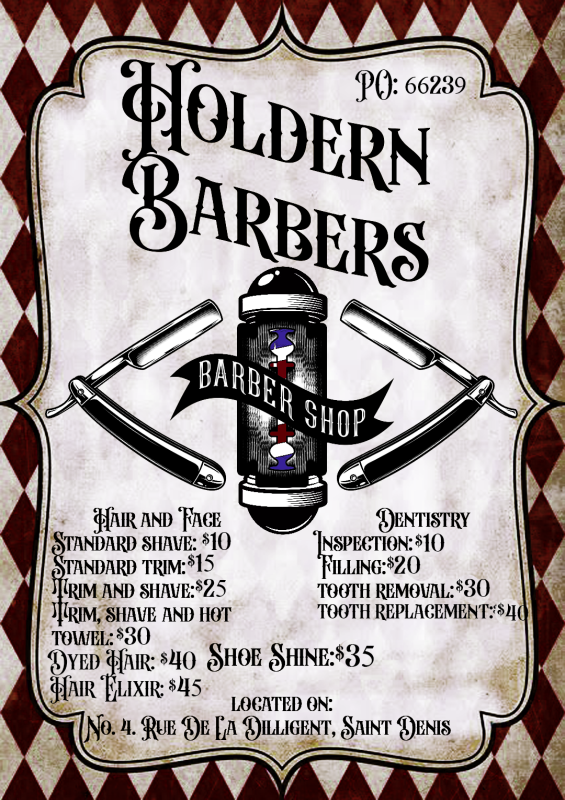 PO: 66239
Holdern
Barbers
BARBER SHOP
Hair and Face
Standard shave: $10
Standard trim: $15
Trim and shave: $25
Trim, shave and hot
towel: $30
Dyed Hair: $40
Hair Elixir: $45
Dentistry
Inspection: $10
Filling: $20
tooth removal: $30
tooth replacement: $40
Shoe Shine: $35
located on:
No. 4. Rue De La Dilligent, Saint Denis